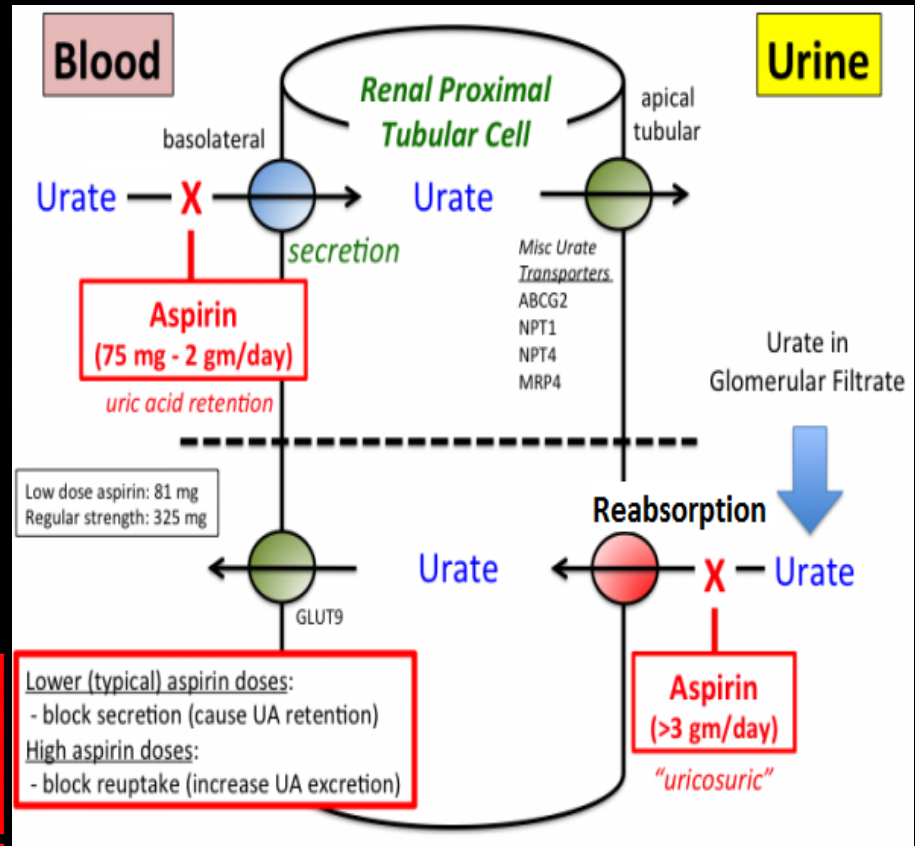 Blood
Urine
Renal Proximal
Tubular Cell
basolateral
apical
tubular
Urate
X
Urate
secretion
Misc Urate
Transporters
ABCG2
NPT1
NPT4
MRP4
Aspirin
(75 mg - 2 gm/day)
uric acid retention
Urate in
Glomerular Filtrate
Low dose aspirin: 81 mg
Regular strength: 325 mg
Reabsorption
Urate
X
Urate
GLUT9
Lower (typical) aspirin doses:
- block secretion (cause UA retention)
High aspirin doses:
- block reuptake (increase UA excretion)
Aspirin
(>3 gm/day)
"uricosuric"